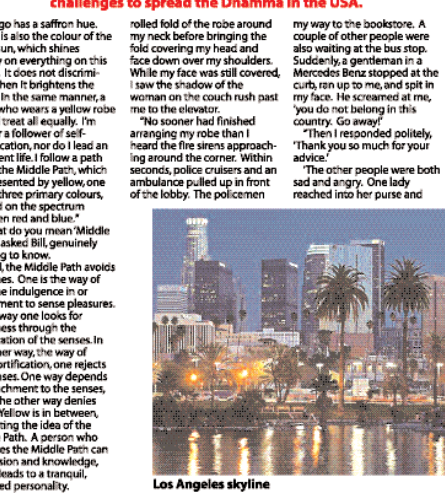 challenges to spread the Dhamma in the USA.
go has a saffron hue.
is also the colour of the
un, which shines
on everything on this
. It does not discrimi-
hen it brightens the
In the same manner, a
who wears a yellow robe
treat all equally. I'm
r a follower of self-
cation, nor do I lead an
ent life. I follow a path
the Middle Path, which
esented by yellow, one
three primary colours,
d on the spectrum
en red and blue."
at do you mean 'Middle
asked Bill, genuinely
g to know.
l, the Middle Path avoids
es. One is the way of
e indulgence in or
ment to sense pleasures.
way one looks for
ness through the
ation of the senses. In
er way, the way of
ortification, one rejects
ses. One way depends
chment to the senses,
he other way denies
Yellow is in between,
ting the idea of the
Path. A person who
es the Middle Path can
sion and knowledge,
leads to a tranquil,
ed personality.
rolled fold of the robe around
my neck before bringing the
fold covering my head and
face down over my shoulders.
While my face was still covered,
I saw the shadow of the
woman on the couch rush past
me to the elevator.
"No sooner had finished
arranging my robe than I
heard the fire sirens approach-
ing around the corner. Within
seconds, police cruisers and an
ambulance pulled up in front
of the lobby. The policemen
my way to the bookstore. A
couple of other people were
also waiting at the bus stop.
Suddenly, a gentleman in a
Mercedes Benz stopped at the
curb, ran up to me, and spit in
my face. He screamed at me,
'you do not belong in this
country. Go away!'
"Then I responded politely,
'Thank you so much for your
advice.'
'The other people were both
sad and angry. One lady
reached into her purse and
Los Angeles skyline